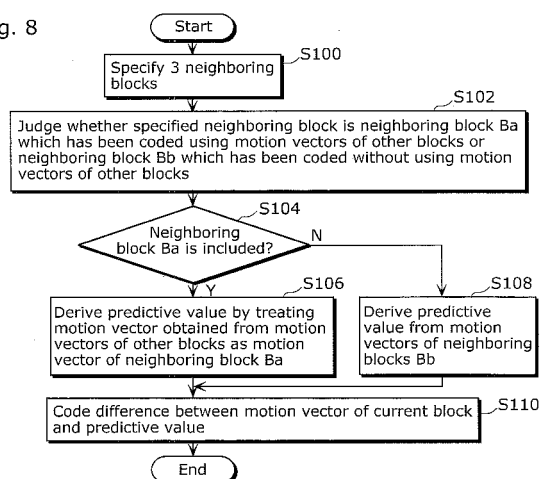 g. 8
Start
S100
Specify 3 neighboring
blocks
S102
Judge whether specified neighboring block is neighboring block Ba
which has been coded using motion vectors of other blocks or
neighboring block Bb which has been coded without using motion
vectors of other blocks
S104
Neighboring
block Ba is included?
N
Y
S106
Derive predictive value by treating
motion vector obtained from motion
vectors of other blocks as motion
vector of neighboring block Ba
S108
Derive predictive
value from motion
vectors of neighboring
blocks Bb
S110
Code difference between motion vector of current block
and predictive value
End